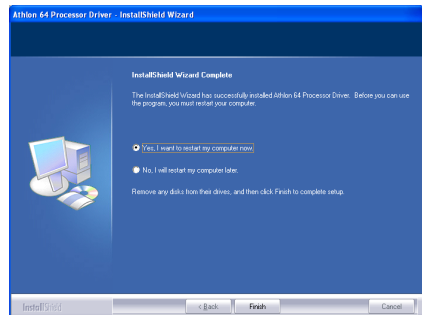 Athlon 64 Processor Driver - InstallShield Wizard
InstallShield Wizard Complete
The InstallShield Wizard has successfully installed Athlon 64 Processor Driver. Before you can use
the program, you must restart your computer.
Yes, I want to restart my computer now.
No, I will restart my computer later.
Remove any disks from their drives, and then click Finish to complete setup.
InstallShield
< Back
Finish
Cancel